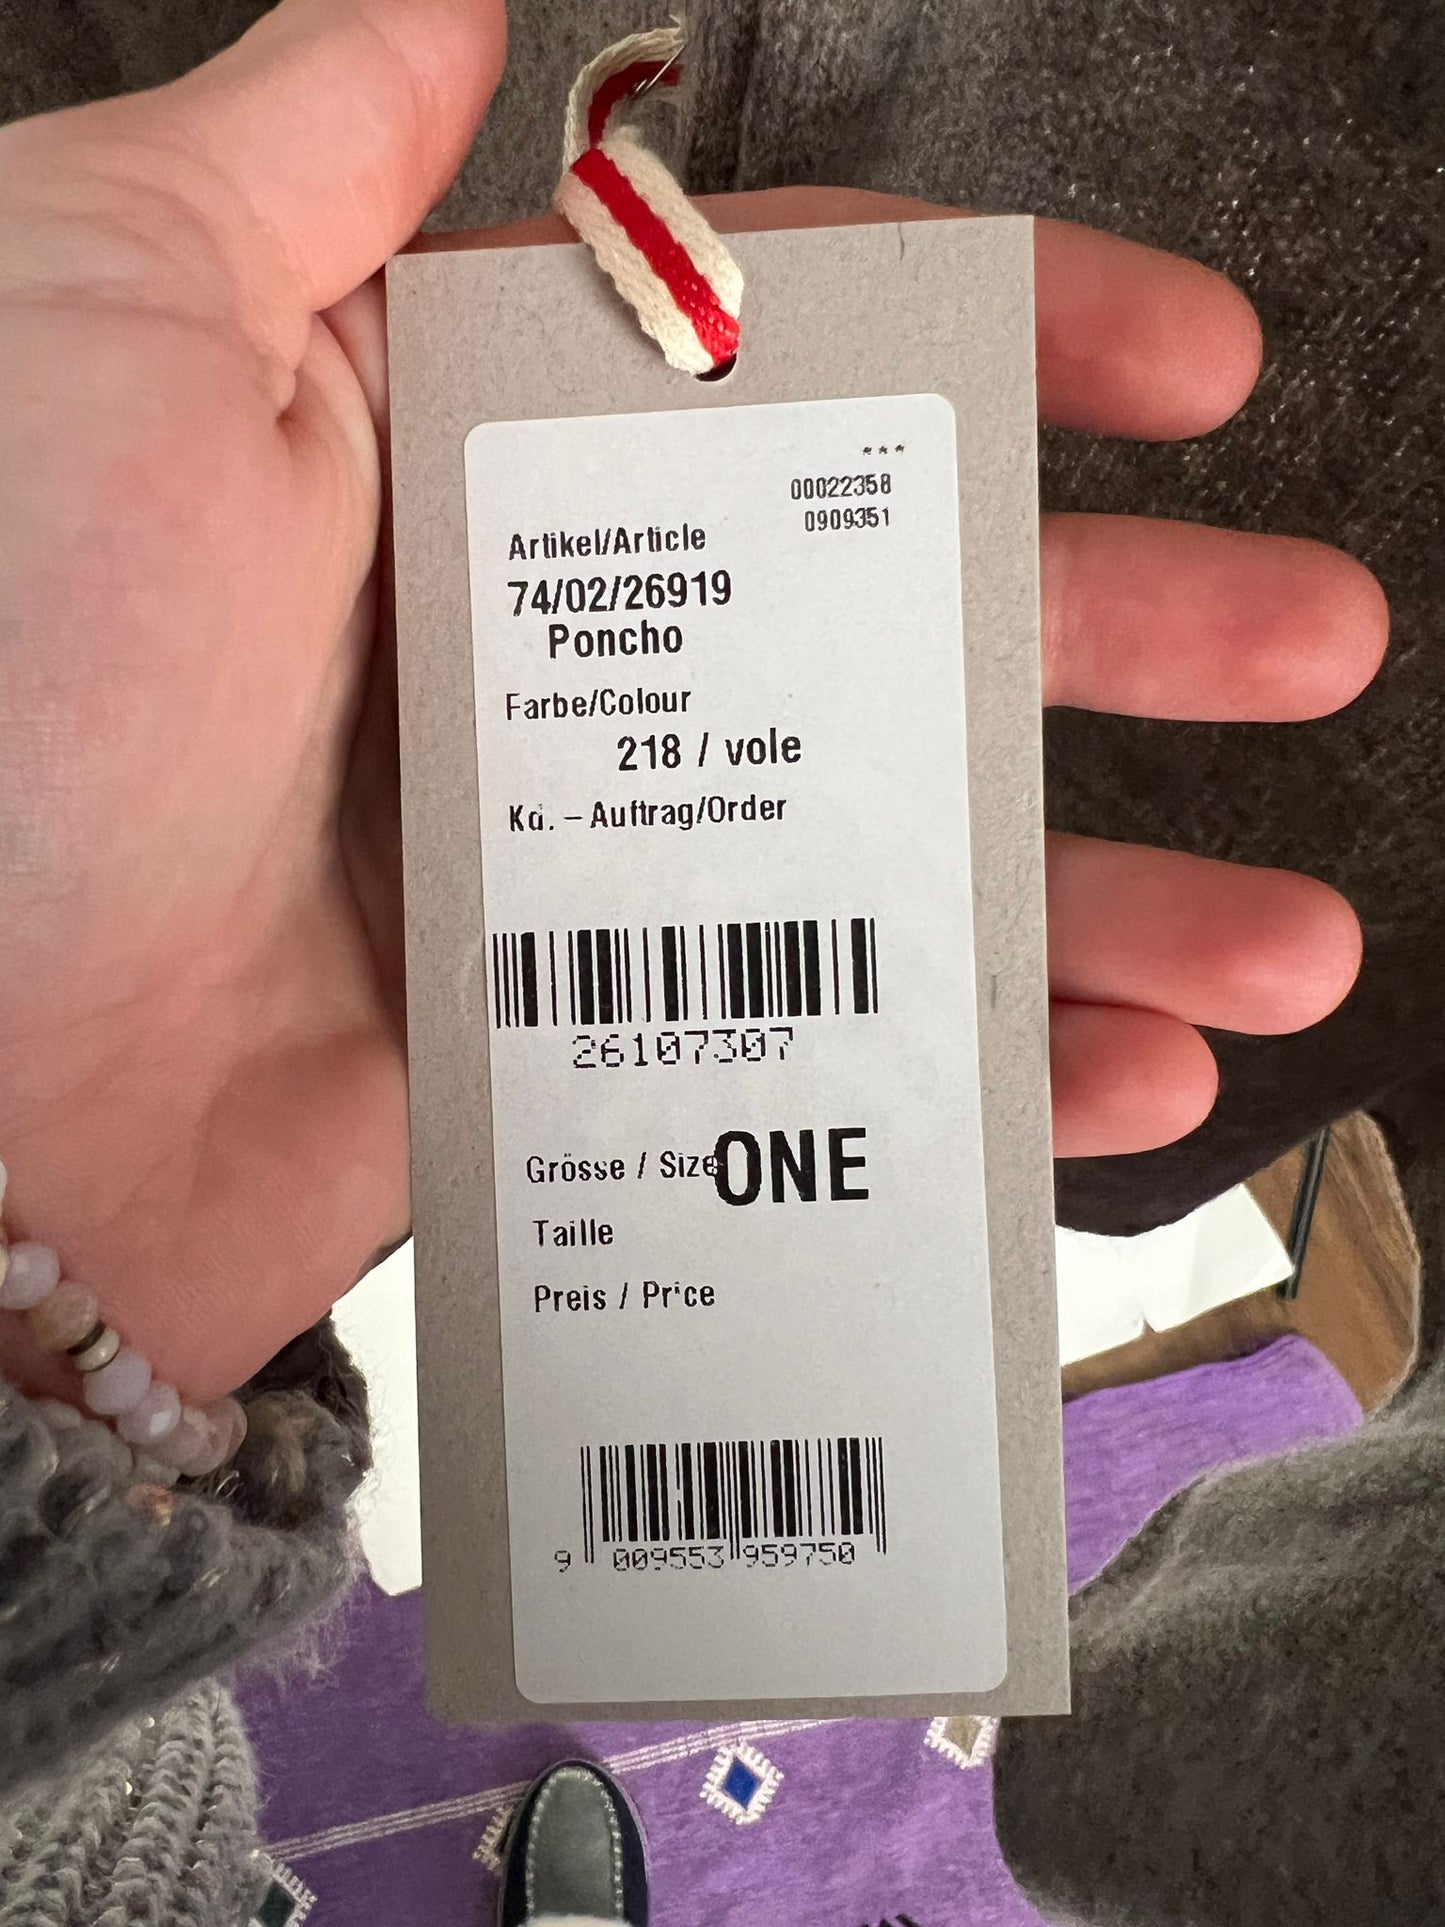 ***
00022358
0909351
Artikel/Article
74/02/26919
Poncho
Farbe/Colour
218 / vole
Kd. – Auftrag/Order
26107307
Grösse / Size ONE
Taille
Preis / Price
9 009553 959750